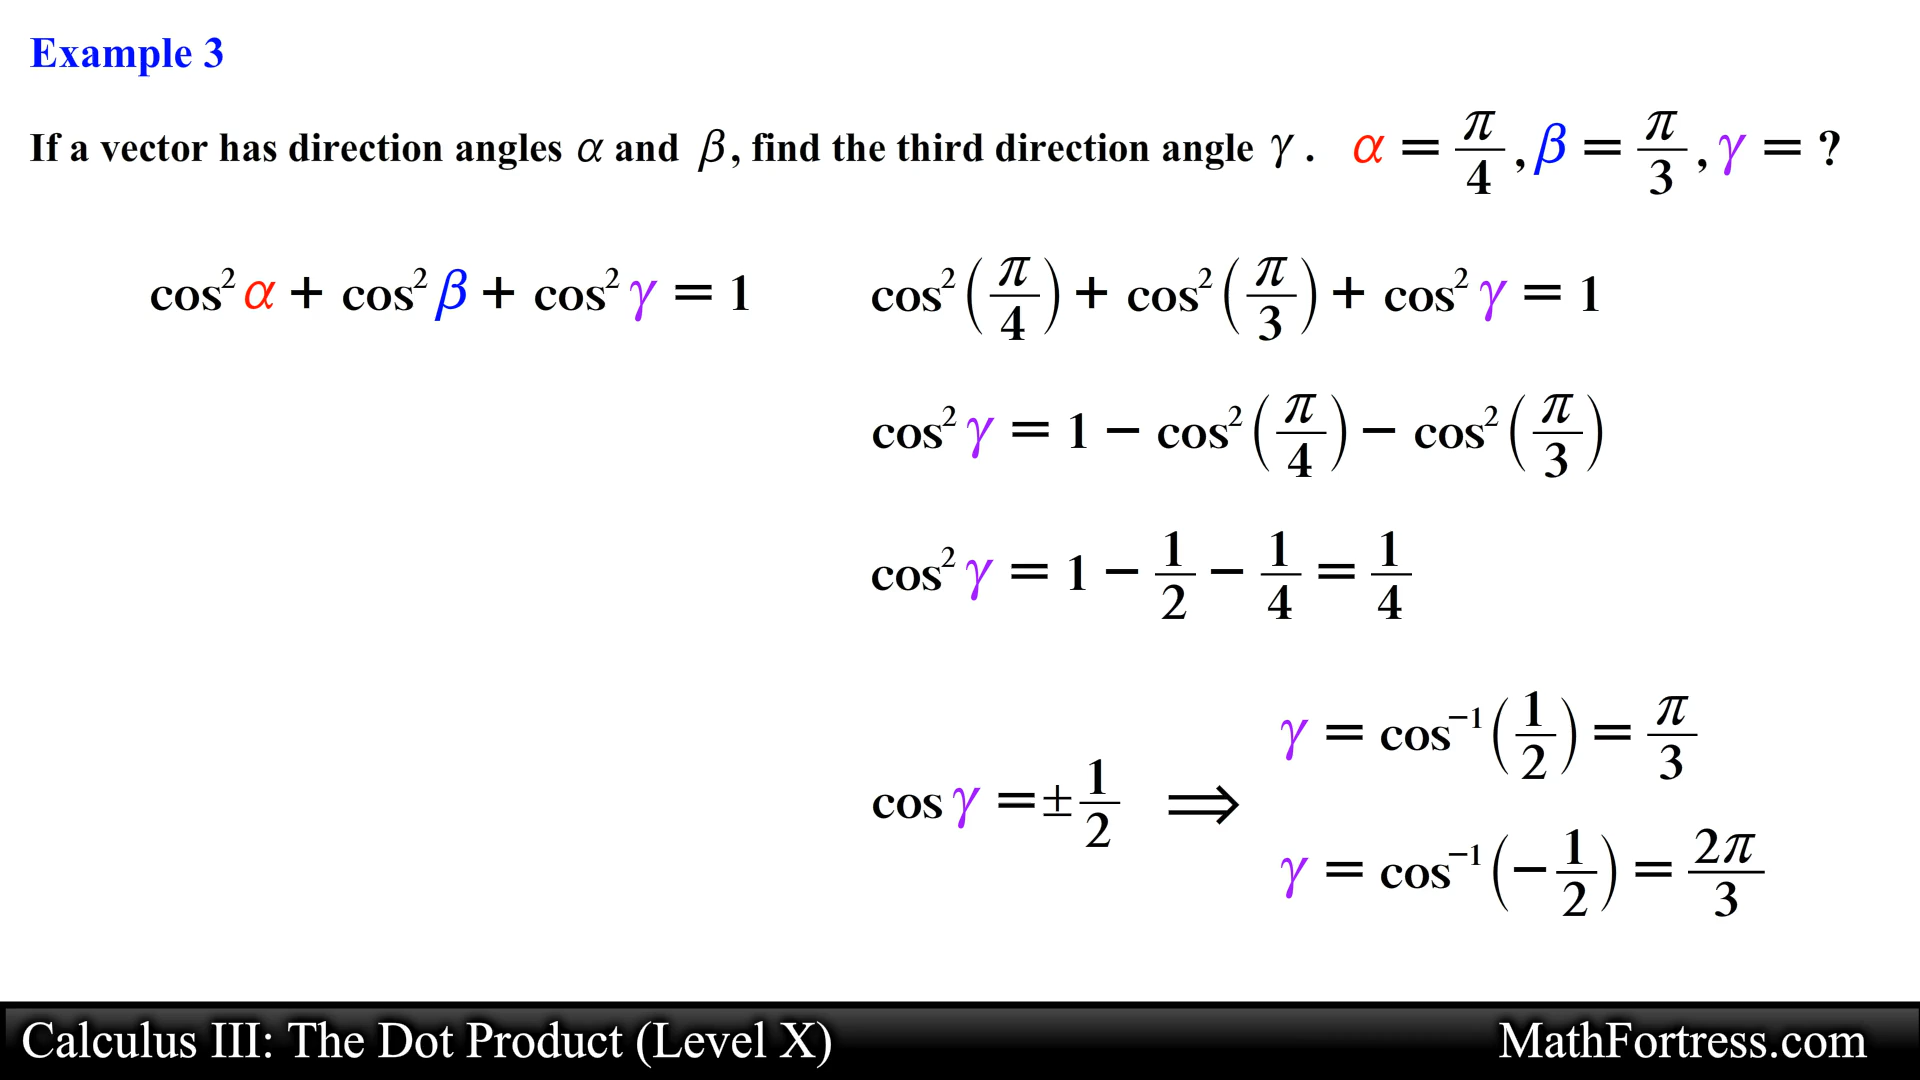 Example 3
If a vector has direction angles α and β, find the third direction angle γ. α = π/4, β = π/3, γ = ?
cos²α + cos²β + cos²γ = 1
cos²(π/4) + cos²(π/3) + cos²γ = 1
cos²γ = 1 − cos²(π/4) − cos²(π/3)
cos²γ = 1 − 1/2 − 1/4 = 1/4
cos γ = ± 1/2 ⟹
γ = cos⁻¹(1/2) = π/3
γ = cos⁻¹(−1/2) = 2π/3
Calculus III: The Dot Product (Level X)
MathFortress.com